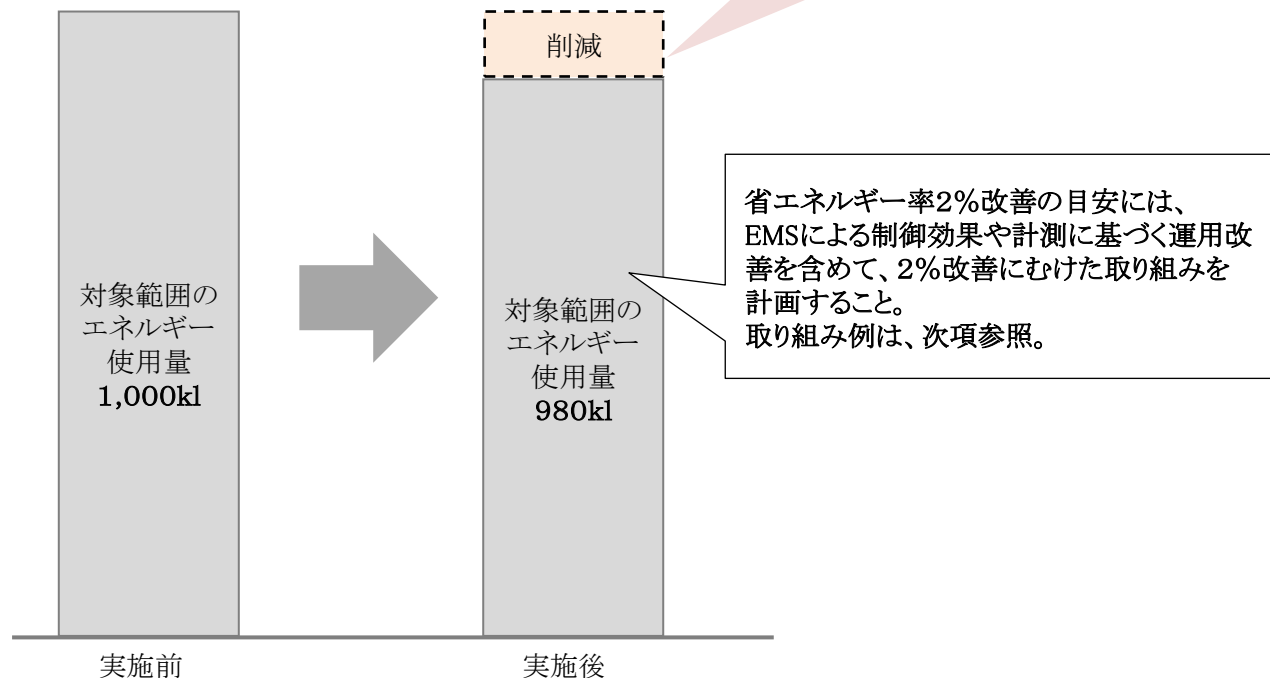 削減
対象範囲の
エネルギー
使用量
1,000kl
対象範囲の
エネルギー
使用量
980kl
省エネルギー率2%改善の目安には、
EMSによる制御効果や計測に基づく運用改
善を含めて、2%改善にむけた取り組みを
計画すること。
取り組み例は、次項参照。
実施前
実施後